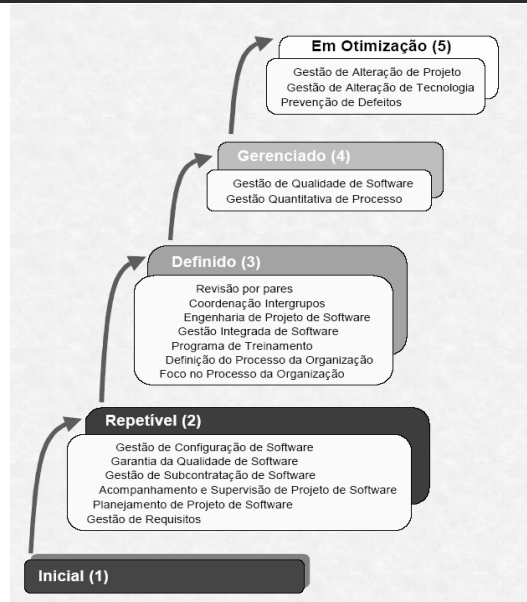 Em Otimização (5)
Gestão de Alteração de Projeto
Gestão de Alteração de Tecnologia
Prevenção de Defeitos
Gerenciado (4)
Gestão de Qualidade de Software
Gestão Quantitativa de Processo
Definido (3)
Revisão por pares
Coordenação Intergrupos
Engenharia de Projeto de Software
Gestão Integrada de Software
Programa de Treinamento
Definição do Processo da Organização
Foco no Processo da Organização
Repetível (2)
Gestão de Configuração de Software
Garantia da Qualidade de Software
Gestão de Subcontratação de Software
Acompanhamento e Supervisão de Projeto de Software
Planejamento de Projeto de Software
Gestão de Requisitos
Inicial (1)